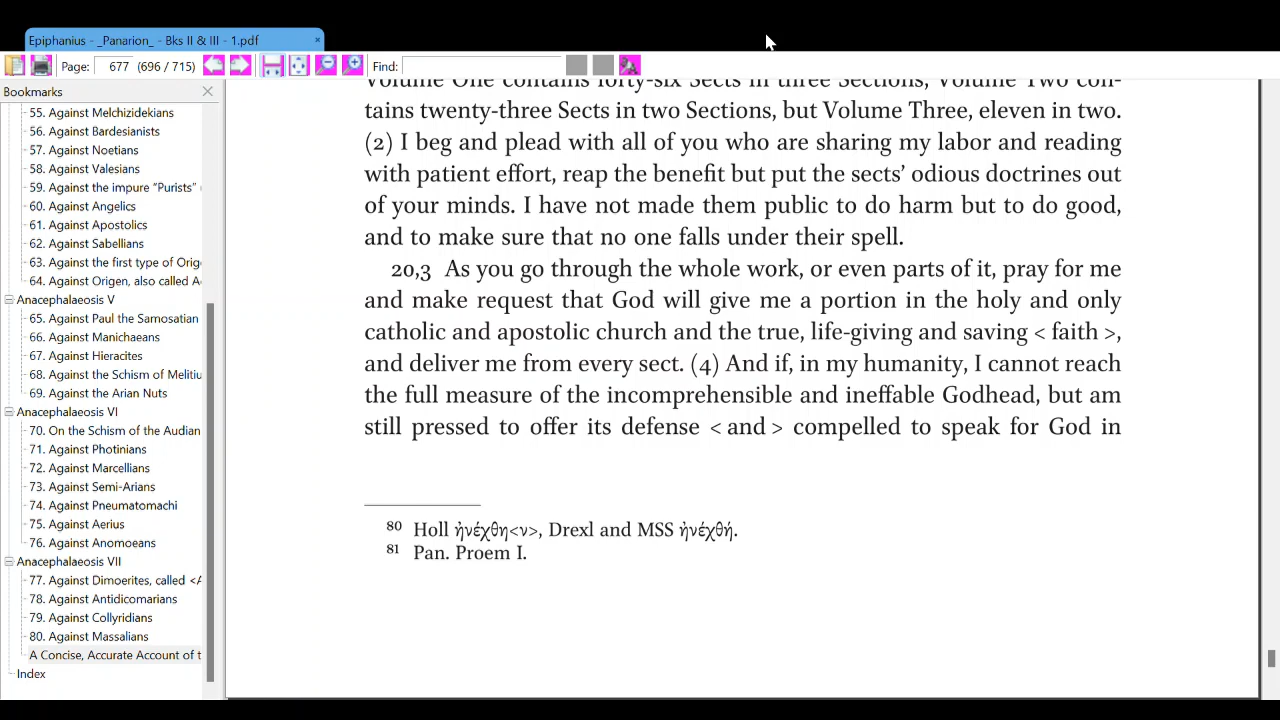 Epiphanius - _Panarion_ - Bks II & III - 1.pdf
Page: 677 (696 / 715) Find:
Bookmarks
55. Against Melchizidekians
56. Against Bardesianists
57. Against Noetians
58. Against Valesians
59. Against the impure “Purists”
60. Against Angelics
61. Against Apostolics
62. Against Sabellians
63. Against the first type of Orig
64. Against Origen, also called A
Anacephalaeosis V
65. Against Paul the Samosatian
66. Against Manichaeans
67. Against Hieracites
68. Against the Schism of Melitiu
69. Against the Arian Nuts
Anacephalaeosis VI
70. On the Schism of the Audian
71. Against Photinians
72. Against Marcellians
73. Against Semi-Arians
74. Against Pneumatomachi
75. Against Aerius
76. Against Anomoeans
Anacephalaeosis VII
77. Against Dimoerites, called <A
78. Against Antidicomarians
79. Against Collyridians
80. Against Massalians
A Concise, Accurate Account of t
Index
Volume One contains forty-six Sects in three Sections, Volume Two con-
tains twenty-three Sects in two Sections, but Volume Three, eleven in two.
(2) I beg and plead with all of you who are sharing my labor and reading
with patient effort, reap the benefit but put the sects’ odious doctrines out
of your minds. I have not made them public to do harm but to do good,
and to make sure that no one falls under their spell.
20,3 As you go through the whole work, or even parts of it, pray for me
and make request that God will give me a portion in the holy and only
catholic and apostolic church and the true, life-giving and saving < faith >,
and deliver me from every sect. (4) And if, in my humanity, I cannot reach
the full measure of the incomprehensible and ineffable Godhead, but am
still pressed to offer its defense < and > compelled to speak for God in
80 Holl ἠνέχθη<ν>, Drexl and MSS ἠνέχθή.
81 Pan. Proem I.